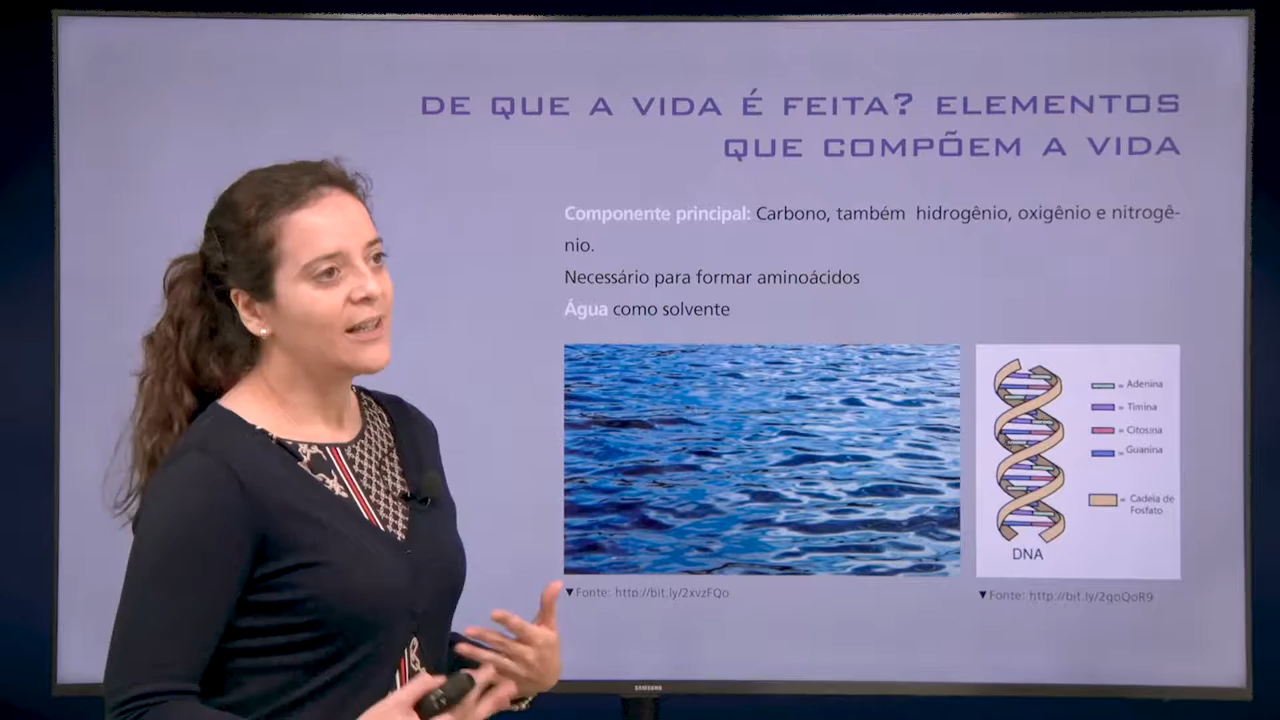 DE QUE A VIDA É FEITA? ELEMENTOS
QUE COMPÕEM A VIDA
Componente principal: Carbono, também hidrogênio, oxigênio e nitrogê-
nio.
Necessário para formar aminoácidos
Água como solvente
= Adenina
= Timina
= Citosina
= Guanina
= Cadeia de
Fosfato
DNA
▼Fonte: http://bit.ly/2xvzFQo
▼Fonte: http://bit.ly/2goQoR9
SAMSUNG